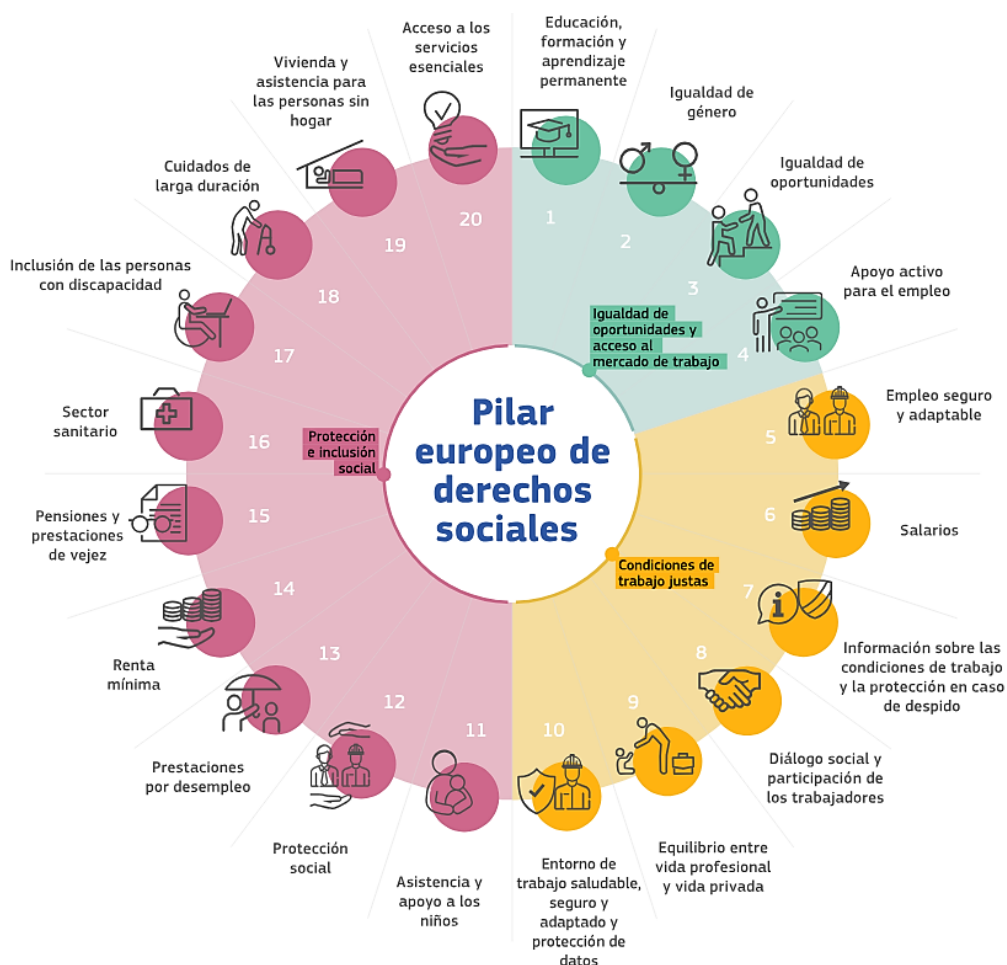 Pilar
europeo de
derechos
sociales
Igualdad de
oportunidades y
acceso al
mercado de trabajo
1
Educación,
formación y
aprendizaje
permanente
2
Igualdad de
género
3
Igualdad de
oportunidades
4
Apoyo activo
para el empleo
Condiciones de
trabajo justas
5
Empleo seguro
y adaptable
6
Salarios
7
Información sobre las
condiciones de trabajo
y la protección en caso
de despido
8
Diálogo social y
participación de
los trabajadores
9
Equilibrio entre
vida profesional
y vida privada
10
Entorno de
trabajo saludable,
seguro y
adaptado y
protección de
datos
Protección
e inclusión
social
11
Asistencia y
apoyo a los
niños
12
Protección
social
13
Prestaciones
por desempleo
14
Renta
mínima
15
Pensiones y
prestaciones
de vejez
16
Sector
sanitario
17
Inclusión de las personas
con discapacidad
18
Cuidados de
larga duración
19
Vivienda y
asistencia para
las personas sin
hogar
20
Acceso a los
servicios
esenciales